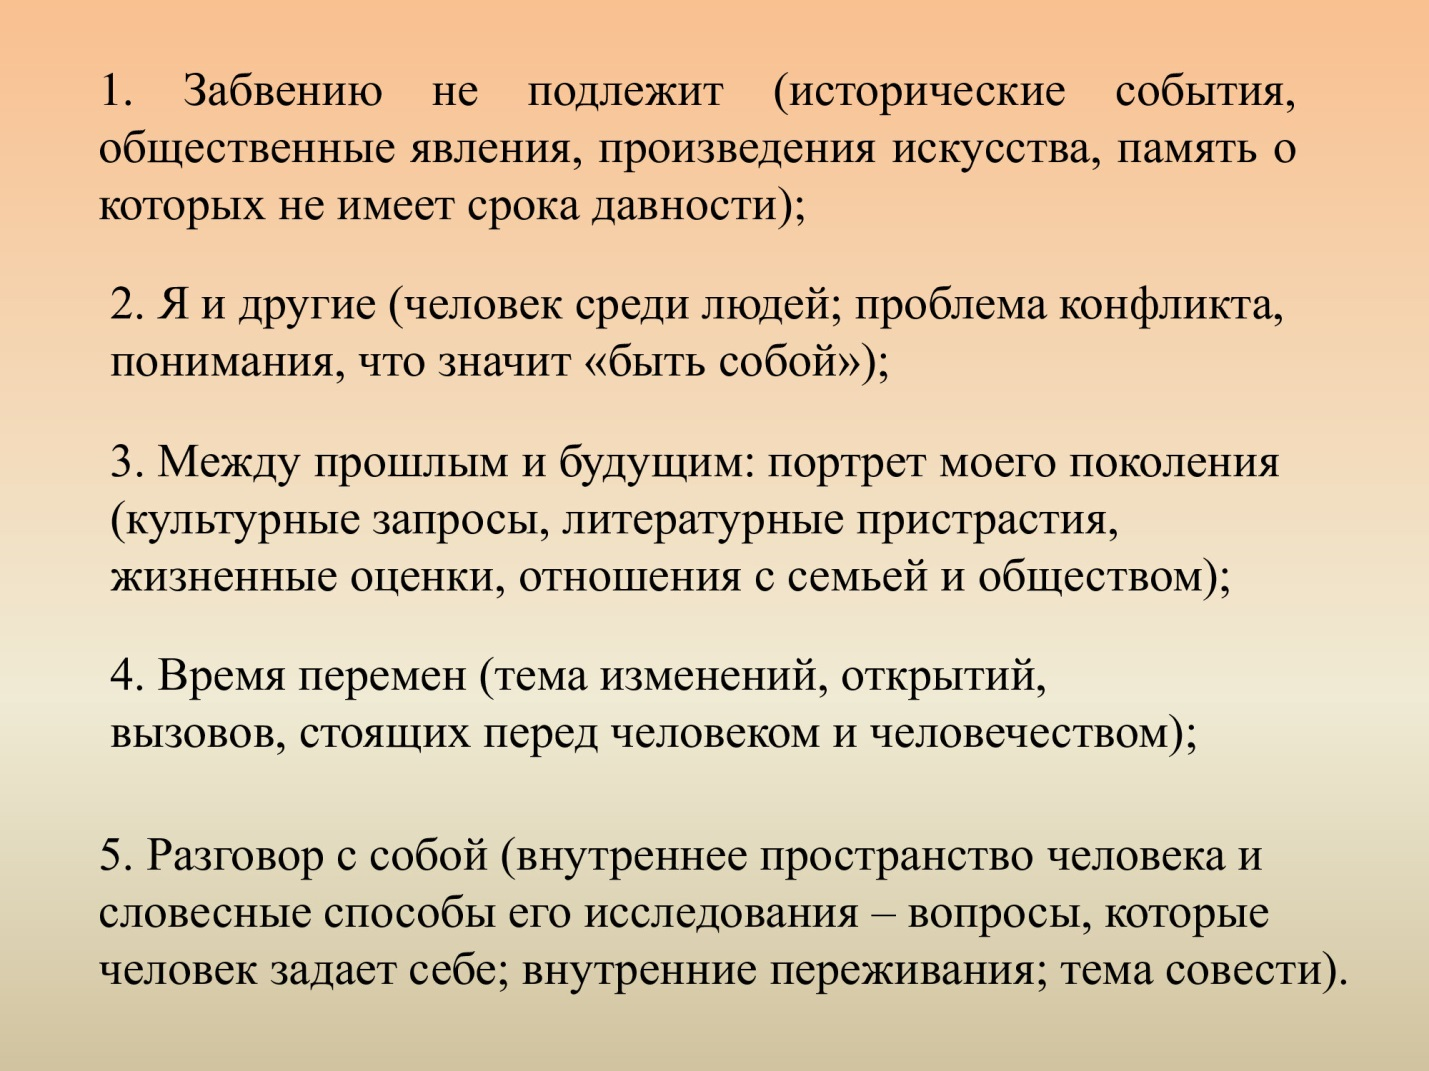 1. Забвению не подлежит (исторические события,
общественные явления, произведения искусства, память о
которых не имеет срока давности);
2. Я и другие (человек среди людей; проблема конфликта,
понимания, что значит «быть собой»);
3. Между прошлым и будущим: портрет моего поколения
(культурные запросы, литературные пристрастия,
жизненные оценки, отношения с семьей и обществом);
4. Время перемен (тема изменений, открытий,
вызовов, стоящих перед человеком и человечеством);
5. Разговор с собой (внутреннее пространство человека и
словесные способы его исследования – вопросы, которые
человек задает себе; внутренние переживания; тема совести).